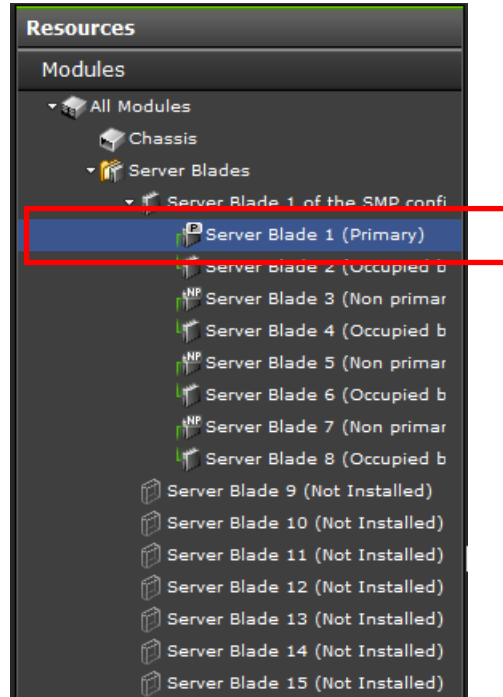 Resources
Modules
All Modules
Chassis
Server Blades
Server Blade 1 of the SMP confi
P Server Blade 1 (Primary)
Server Blade 2 (Occupied b
NP Server Blade 3 (Non primar
Server Blade 4 (Occupied b
NP Server Blade 5 (Non primar
Server Blade 6 (Occupied b
NP Server Blade 7 (Non primar
Server Blade 8 (Occupied b
Server Blade 9 (Not Installed)
Server Blade 10 (Not Installed)
Server Blade 11 (Not Installed)
Server Blade 12 (Not Installed)
Server Blade 13 (Not Installed)
Server Blade 14 (Not Installed)
Server Blade 15 (Not Installed)